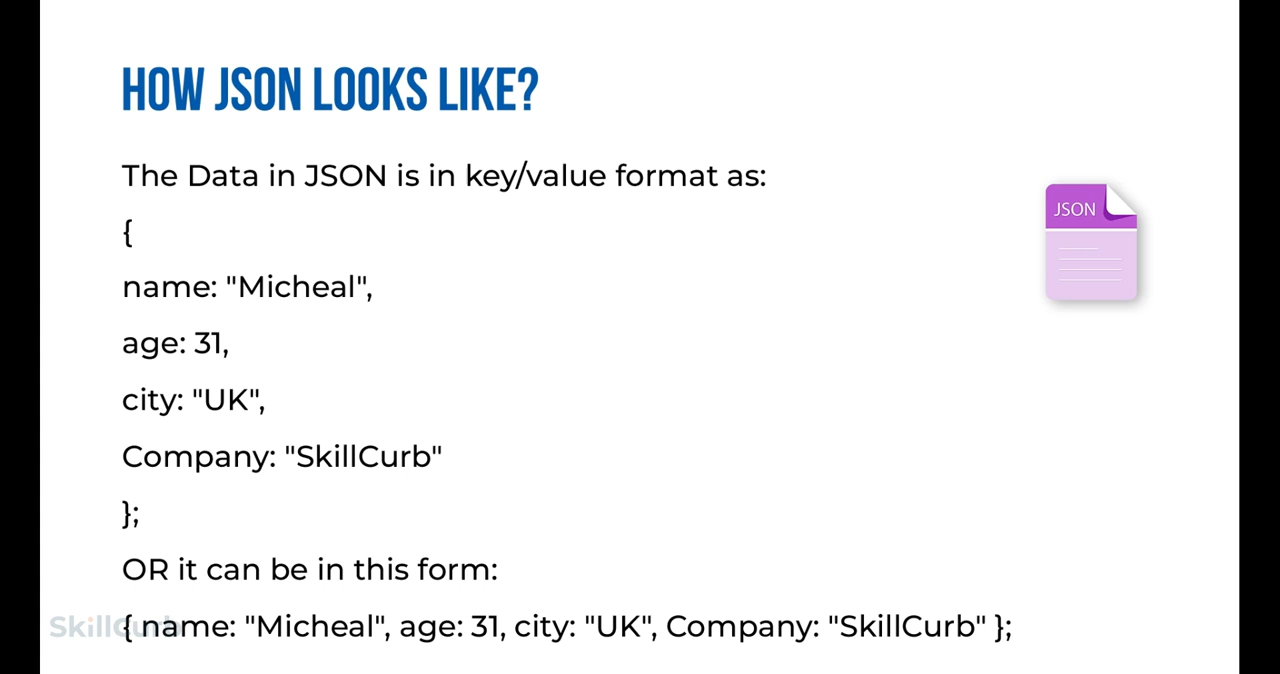 HOW JSON LOOKS LIKE?
The Data in JSON is in key/value format as:
JSON
{
name: "Micheal",
age: 31,
city: "UK",
Company: "SkillCurb"
};
OR it can be in this form:
{ name: "Micheal", age: 31, city: "UK", Company: "SkillCurb" };
SkillCurb